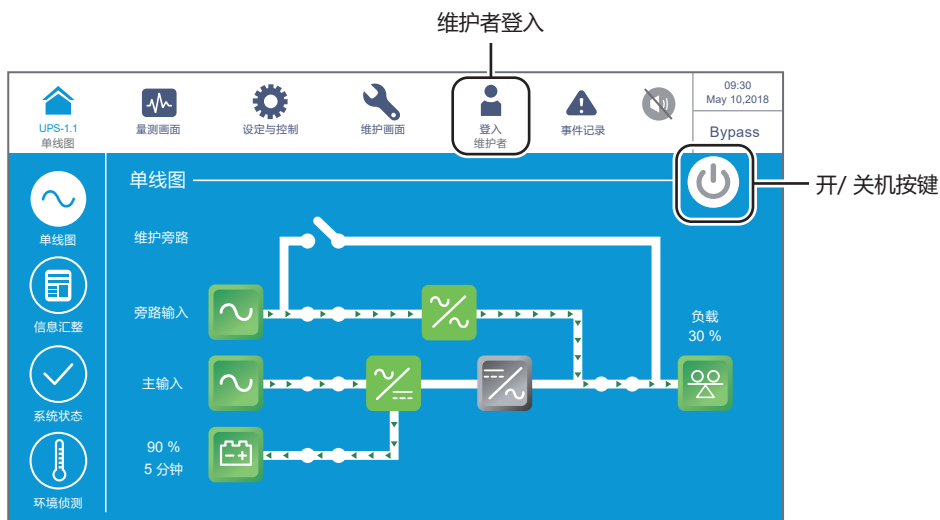 维护者登入
UPS-1.1
单线图
量测画面
设定与控制
维护画面
登入
维护者
事件记录
09:30
May 10,2018
Bypass
开/ 关机按键
单线图
单线图
信息汇整
系统状态
环境侦测
维护旁路
旁路输入
主输入
90 %
5 分钟
负载
30 %